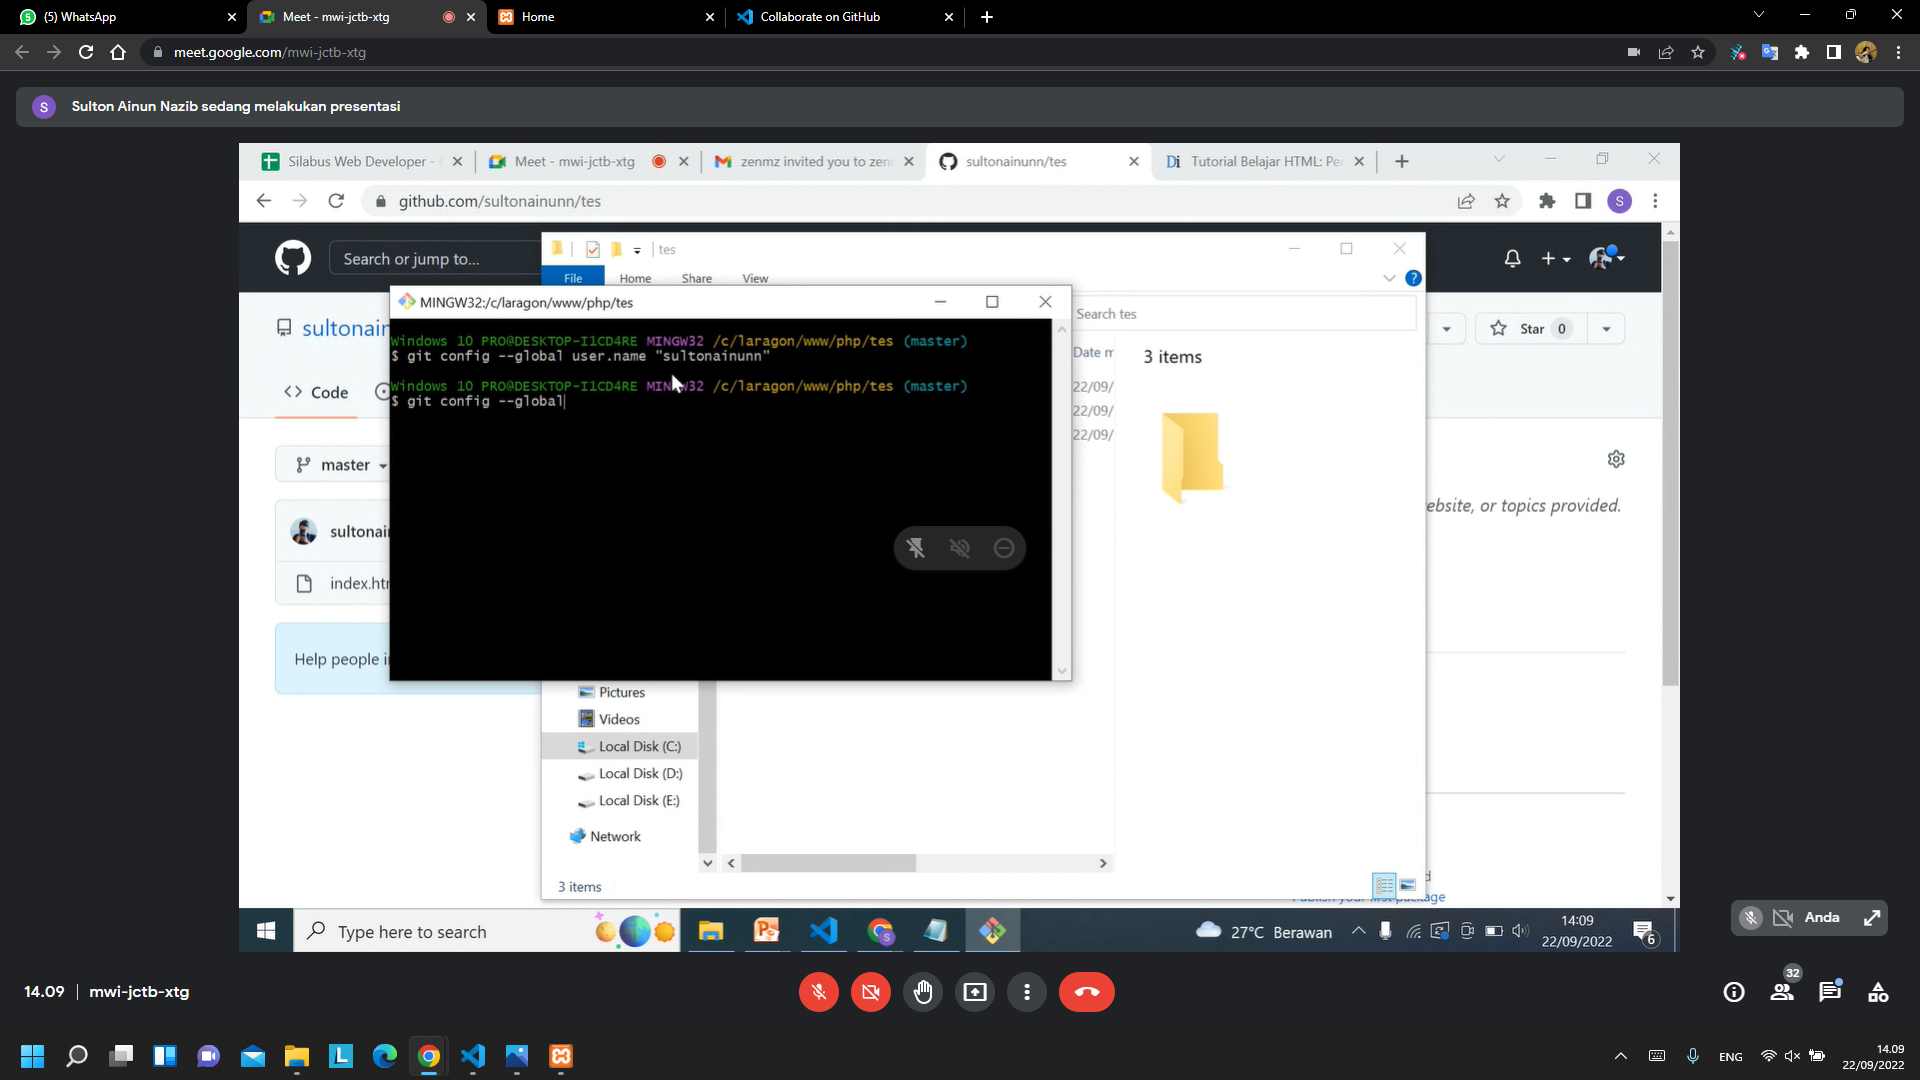 (5) WhatsApp
Meet - mwi-jctb-xtg
Home
Collaborate on GitHub
meet.google.com/mwi-jctb-xtg
S
Sulton Ainun Nazib sedang melakukan presentasi
Silabus Web Developer -
Meet - mwi-jctb-xtg
zenmz invited you to zen
sultonainunn/tes
Di
Tutorial Belajar HTML: Pe
github.com/sultonainunn/tes
S
Search or jump to...
tes
File
Home
Share
View
sultonain
MINGW32:/c/laragon/www/php/tes
Search tes
Star
0
Windows 10 PRO@DESKTOP-I1CD4RE MINGW32 /c/laragon/www/php/tes (master)
$ git config --global user.name "sultonainunn"
Windows 10 PRO@DESKTOP-I1CD4RE MINGW32 /c/laragon/www/php/tes (master)
$ git config --global
Date m
22/09/
22/09/
22/09/
3 items
Code
master
ebsite, or topics provided.
sultonai
index.ht
Help people i
Pictures
Videos
Local Disk (C:)
Local Disk (D:)
Local Disk (E:)
Network
3 items
Publish your first package
Type here to search
27°C Berawan
14:09
22/09/2022
6
Anda
14.09
mwi-jctb-xtg
32
L
ENG
14.09
22/09/2022